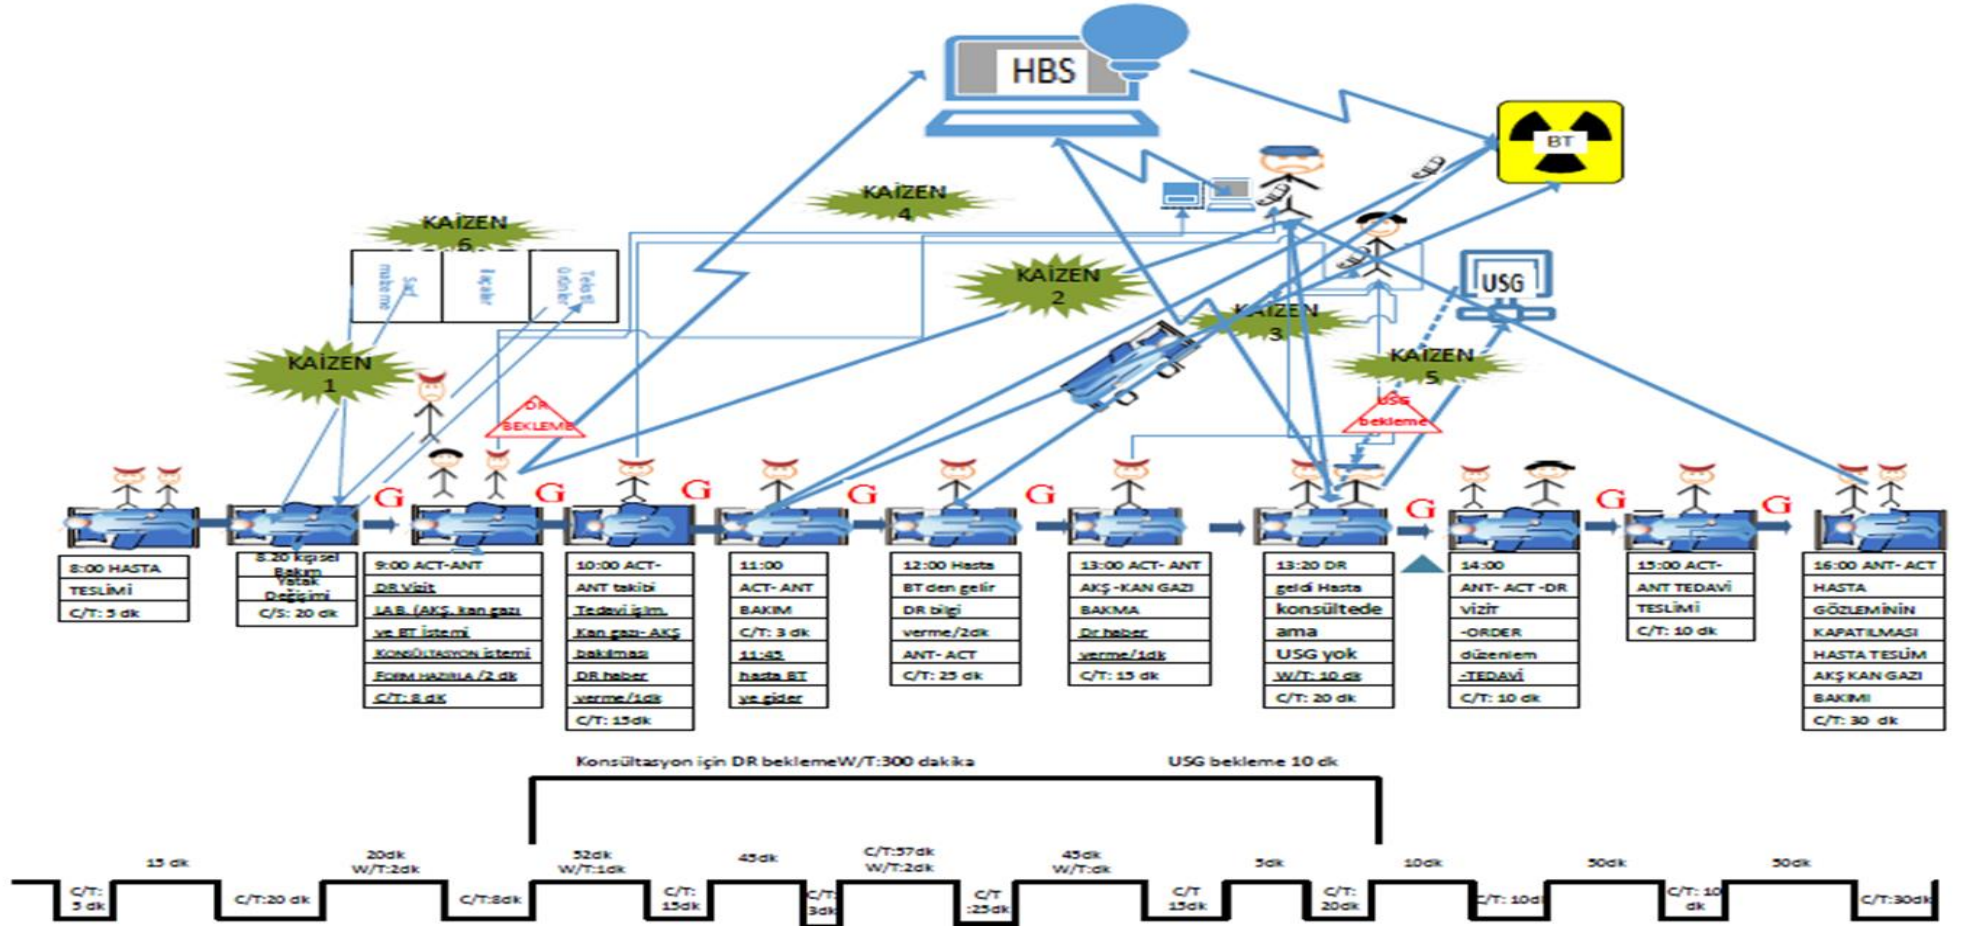 HBS
BT
KAİZEN
4
KAİZEN
6
Sarf
malzeme
İlaçlar
Tekstil
Ürünler
KAİZEN
2
USG
KAİZEN
3
KAİZEN
1
KAİZEN
5
DR
BEKLEME
USG
bekleme
G
G
G
G
G
G
G
G
8:00 HASTA
TESLİMİ
C/T: 5 dk
8.20 kişisel
Bakım
Yatak
Değişimi
C/S: 20 dk
9:00 ACT-ANT
DR Vizit
LAB. (AKŞ, kan gazı
ve BT İstemi
KONSÜLTASYON istemi
FORM HAZIRLA /2 dk
C/T: 8 dK
10:00 ACT-
ANT takibi
Tedavi işlm.
Kan gazı- AKŞ
bakılması
DR haber
verme/1dk
C/T: 15dk
11:00
ACT- ANT
BAKIM
C/T: 3 dk
11:45
hasta BT
ye gider
12:00 Hasta
BT den gelir
DR bilgi
verme/2dk
ANT- ACT
C/T: 25 dk
13:00 ACT- ANT
AKŞ -KAN GAZI
BAKMA
Dr haber
verme/1dk
C/T: 15 dk
13:20 DR
geldi Hasta
konsültede
ama
USG yok
W/T: 10 dk
C/T: 20 dk
14:00
ANT- ACT -DR
vizit
-ORDER
düzenlem
-TEDAVİ
C/T: 10 dk
15:00 ACT-
ANT TEDAVİ
TESLİMİ
C/T: 10 dk
16:00 ANT- ACT
HASTA
GÖZLEMİNİN
KAPATILMASI
HASTA TESLİM
AKŞ KAN GAZI
BAKIMI
C/T: 30 dk
Konsültasyon için DR beklemeW/T:300 dakika
USG bekleme 10 dk
15 dk
20dk
W/T:2dk
52dk
W/T:1dk
45dk
C/T:57dk
W/T:2dk
45dk
W/T:dk
5dk
10dk
50dk
50dk
C/T:
5 dk
C/T:20 dk
C/T:8dk
C/T:
15dk
C/T:
3dk
C/T
:25dk
C/T
15dk
C/T:
20dk
C/T: 10dk
C/T: 10
dk
C/T:30dk